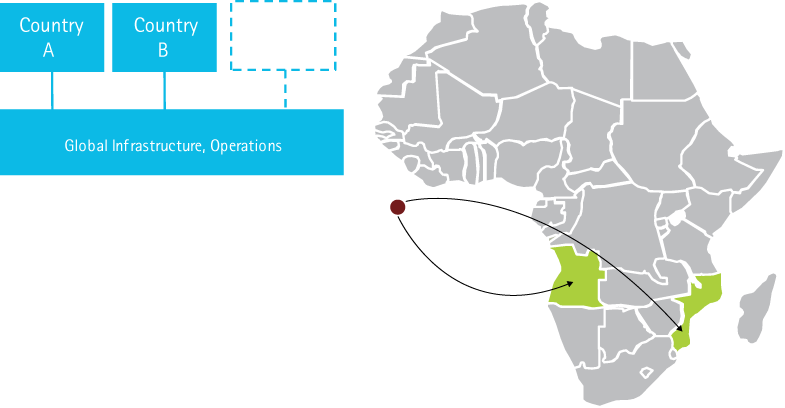 Country
A
Country
B
Global Infrastructure, Operations